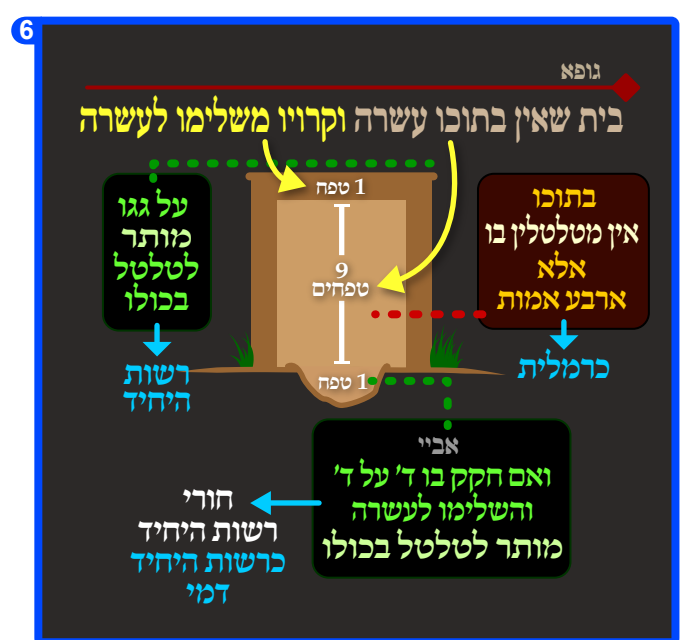 6
גופא
בית שאין בתוכו עשרה וקרויו משלימו לעשרה
1 טפח
9
טפחים
1 טפח
בתוכו
אין מטלטלין בו
אלא
ארבע אמות
כרמלית
על גגו
מותר
לטלטל
בכולו
רשות
היחיד
אביי
ואם חקק בו ד' על ד'
והשלימו לעשרה
מותר לטלטל בכולו
חורי
רשות היחיד
כרשות היחיד
דמי